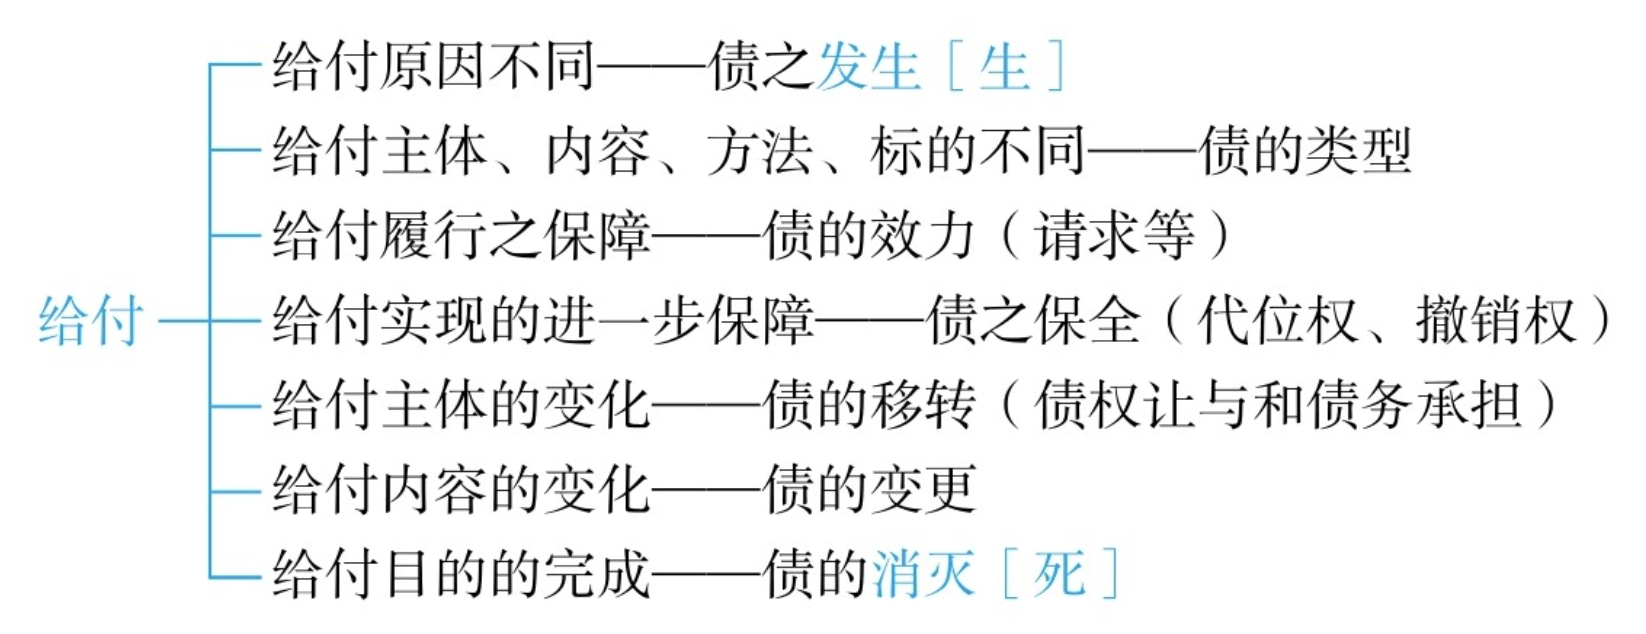 给付原因不同——债之发生［生］
给付主体、内容、方法、标的不同——债的类型
给付履行之保障——债的效力（请求等）
给付
给付实现的进一步保障——债之保全（代位权、撤销权）
给付主体的变化——债的移转（债权让与和债务承担）
给付内容的变化——债的变更
给付目的的完成——债的消灭［死］